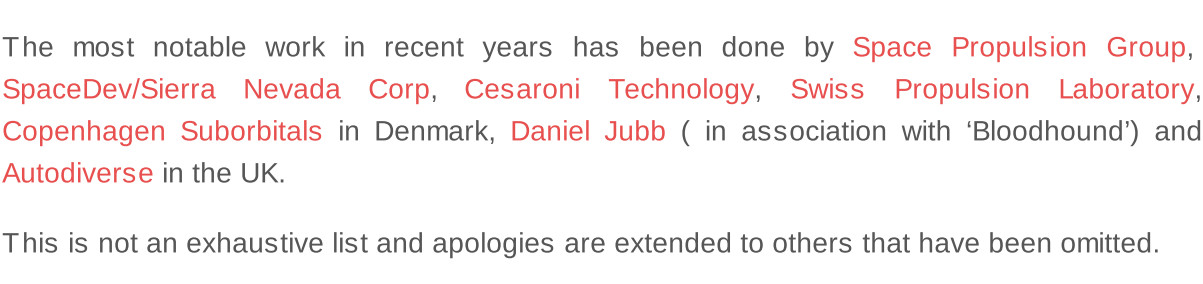 The most notable work in recent years has been done by Space Propulsion Group,
SpaceDev/Sierra Nevada Corp, Cesaroni Technology, Swiss Propulsion Laboratory,
Copenhagen Suborbitals in Denmark, Daniel Jubb ( in association with ‘Bloodhound’) and
Autodiverse in the UK.
This is not an exhaustive list and apologies are extended to others that have been omitted.